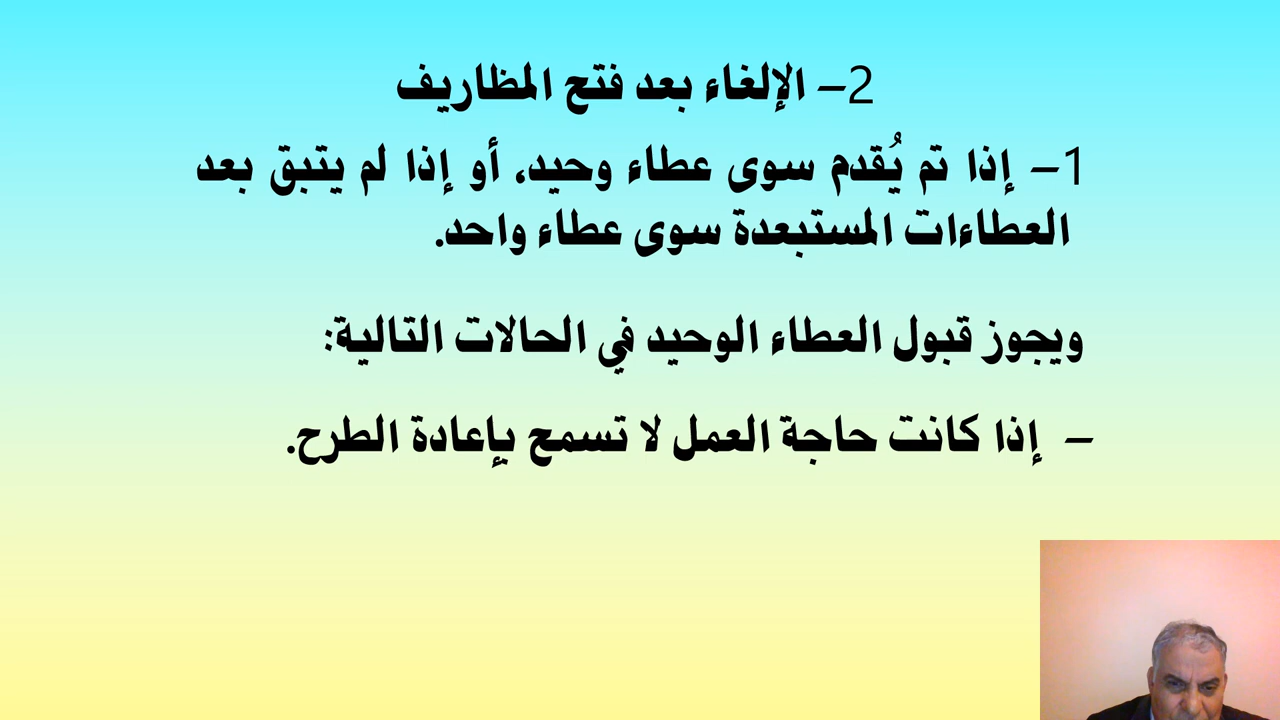 2- الإلغاء بعد فتح المظاريف
1- إذا تم يُقدم سوى عطاء وحيد، أو إذا لم يتبق بعد
العطاءات المستبعدة سوى عطاء واحد.
ويجوز قبول العطاء الوحيد في الحالات التالية:
- إذا كانت حاجة العمل لا تسمح بإعادة الطرح.